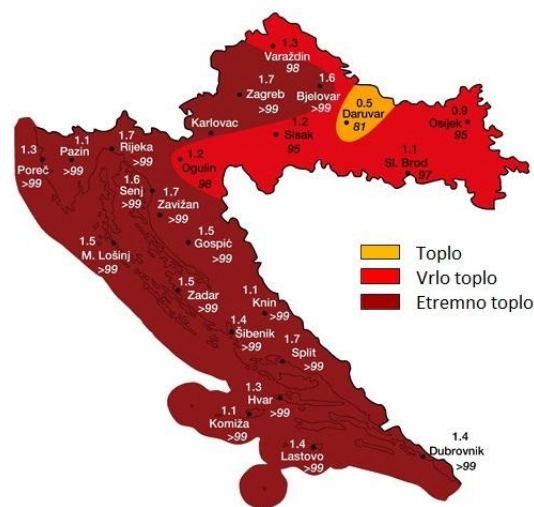 1.3
Varaždin
98
1.7
Zagreb
>99
1.6
Bjelovar
>99
0.5
Daruvar
81
0.9
Osijek
95
Karlovac
1.2
Sisak
95
1.1
Sl. Brod
97
1.2
Ogulin
98
1.3
Poreč
>99
1.1
Pazin
>99
1.7
Rijeka
>99
1.6
Senj
>99
1.7
Zavižan
>99
1.5
Gospić
>99
1.5
M. Lošinj
>99
1.5
Zadar
>99
1.1
Knin
>99
1.4
Šibenik
>99
1.7
Split
>99
1.3
Hvar
>99
1.1
Komiža
>99
1.4
Lastovo
>99
1.4
Dubrovnik
>99
Toplo
Vrlo toplo
Etremno toplo